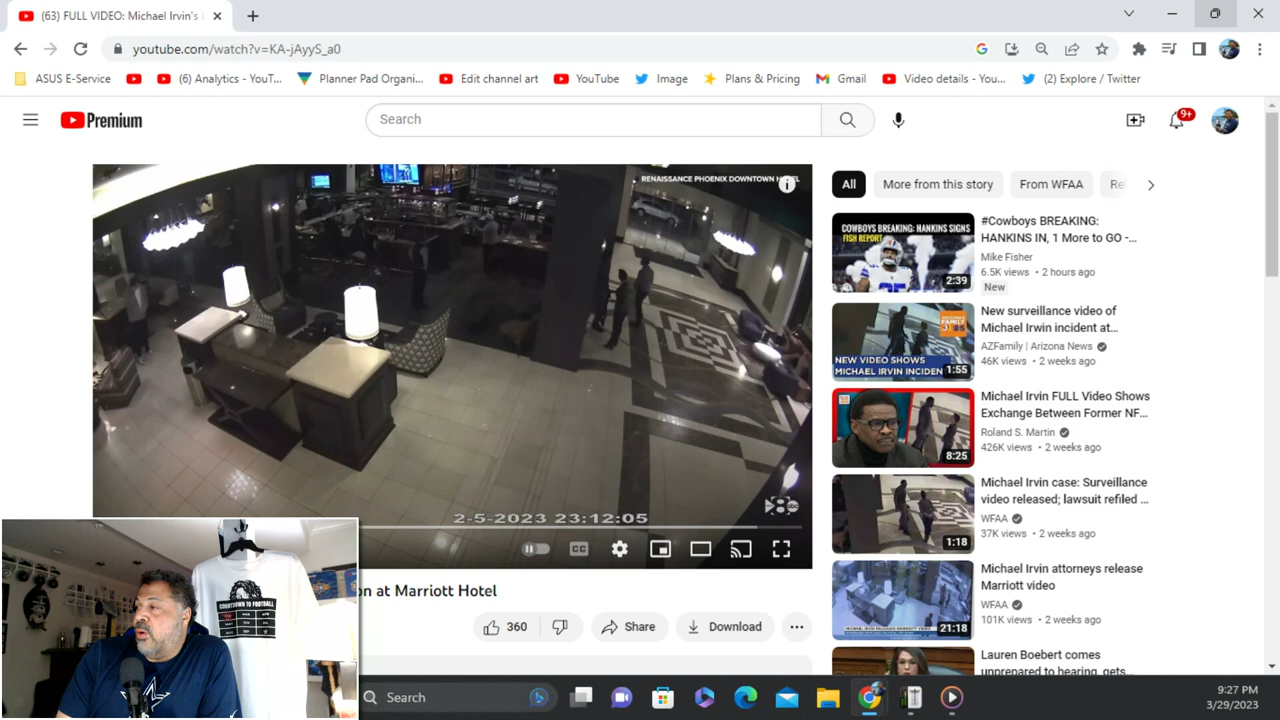 (63) FULL VIDEO: Michael Irvin's i
youtube.com/watch?v=KA-jAyyS_a0
ASUS E-Service
(6) Analytics - YouT...
Planner Pad Organi...
Edit channel art
YouTube
Image
Plans & Pricing
Gmail
Video details - You...
(2) Explore / Twitter
Premium
Search
9+
RENAISSANCE PHOENIX DOWNTOWN HOTEL
2-5-2023 23:12:05
CC
on at Marriott Hotel
360
Share
Download
All
More from this story
From WFAA
Rel
COWBOYS BREAKING: HANKINS SIGNS
FISH REPORT
2:39
#Cowboys BREAKING:
HANKINS IN, 1 More to GO -...
Mike Fisher
6.5K views • 2 hours ago
New
NEW VIDEO SHOWS
MICHAEL IRVIN INCIDEN
1:55
New surveillance video of
Michael Irwin incident at...
AZFamily | Arizona News
46K views • 2 weeks ago
8:25
Michael Irvin FULL Video Shows
Exchange Between Former NF...
Roland S. Martin
426K views • 2 weeks ago
1:18
Michael Irvin case: Surveillance
video released; lawsuit refiled ...
WFAA
37K views • 2 weeks ago
21:18
Michael Irvin attorneys release
Marriott video
WFAA
101K views • 2 weeks ago
Lauren Boebert comes
unprepared to hearing, gets
COUNTDOWN TO FOOTBALL
Search
9:27 PM
3/29/2023